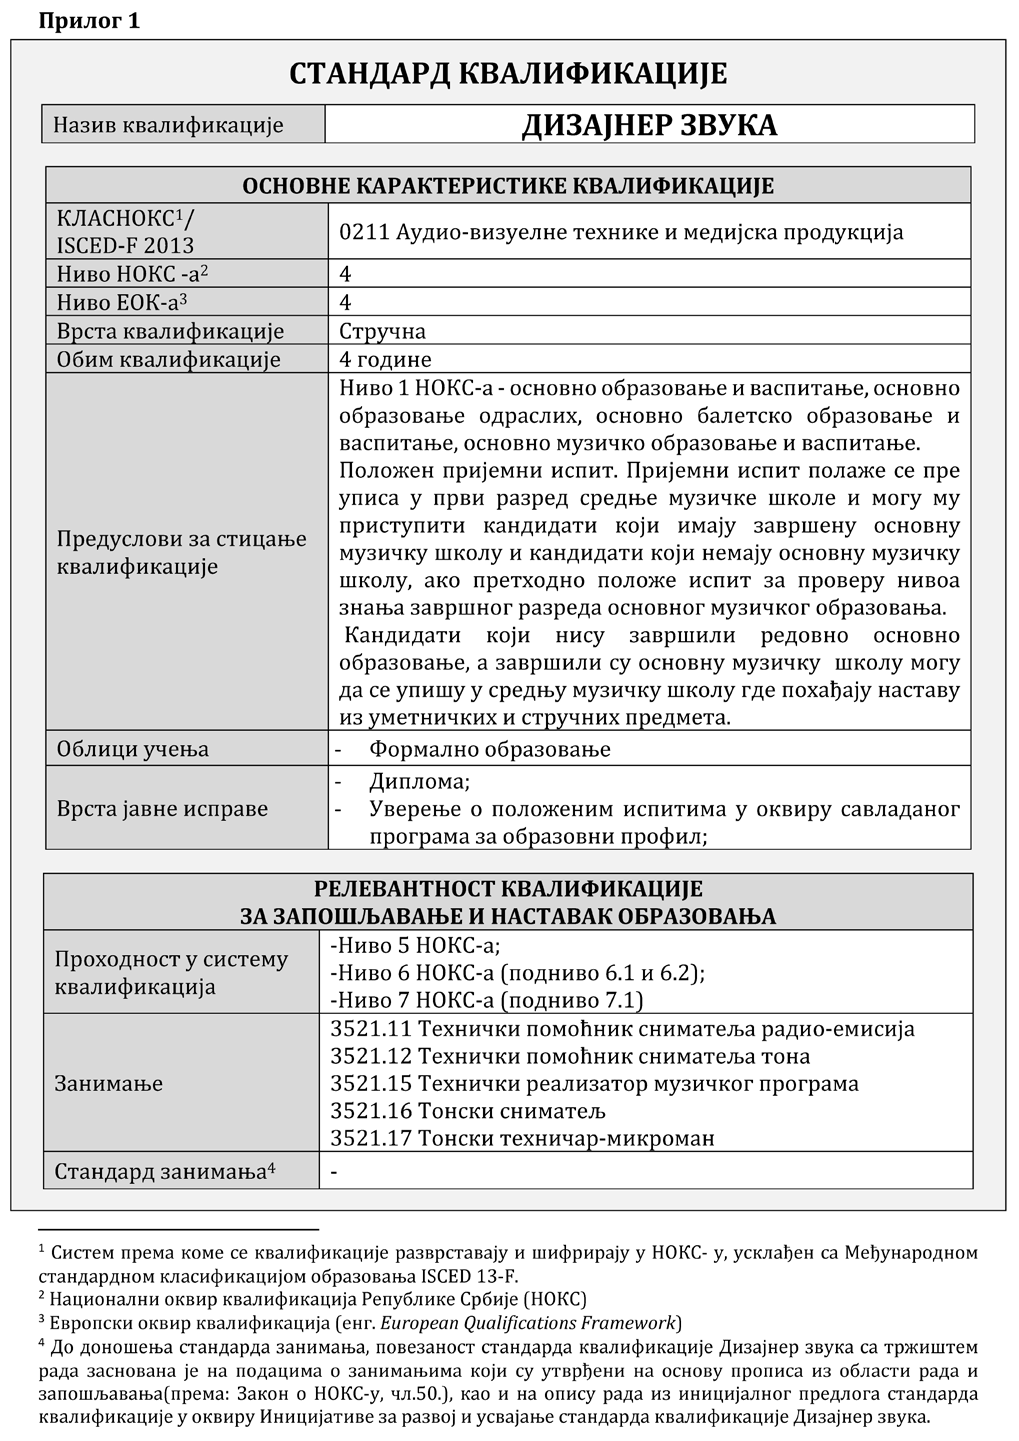 Прилог 1
СТАНДАРД КВАЛИФИКАЦИЈЕ
Назив квалификације
ДИЗАЈНЕР ЗВУКА
ОСНОВНЕ КАРАКТЕРИСТИКЕ КВАЛИФИКАЦИЈЕ
КЛАСНОКС¹/
ISCED-F 2013
0211 Аудио-визуелне технике и медијска продукција
Ниво НОКС -а²
4
Ниво ЕОК-а³
4
Врста квалификације
Стручна
Обим квалификације
4 године
Предуслови за стицање
квалификације
Ниво 1 НОКС-а - основно образовање и васпитање, основно
образовање одраслих, основно балетско образовање и
васпитање, основно музичко образовање и васпитање.
Положен пријемни испит. Пријемни испит полаже се пре
уписа у први разред средње музичке школе и могу му
приступити кандидати који имају завршену основну
музичку школу и кандидати који немају основну музичку
школу, ако претходно положе испит за проверу нивоа
знања завршног разреда основног музичког образовања.
Кандидати који нису завршили редовно основно
образовање, а завршили су основну музичку школу могу
да се упишу у средњу музичку школу где похађају наставу
из уметничких и стручних предмета.
Облици учења
- Формално образовање
Врста јавне исправе
- Диплома;
- Уверење о положеним испитима у оквиру савладаног
програма за образовни профил;
РЕЛЕВАНТНОСТ КВАЛИФИКАЦИЈЕ
ЗА ЗАПОШЉАВАЊЕ И НАСТАВАК ОБРАЗОВАЊА
Проходност у систему
квалификација
-Ниво 5 НОКС-а;
-Ниво 6 НОКС-а (подниво 6.1 и 6.2);
-Ниво 7 НОКС-а (подниво 7.1)
Занимање
3521.11 Технички помоћник сниматеља радио-емисија
3521.12 Технички помоћник сниматеља тона
3521.15 Технички реализатор музичког програма
3521.16 Тонски сниматељ
3521.17 Тонски техничар-микроман
Стандард занимања⁴
-
¹ Систем према коме се квалификације разврставају и шифрирају у НОКС- у, усклађен са Међународном
стандардном класификацијом образовања ISCED 13-F.
² Национални оквир квалификација Републике Србије (НОКС)
³ Европски оквир квалификација (енг. European Qualifications Framework)
⁴ До доношења стандарда занимања, повезаност стандарда квалификације Дизајнер звука са тржиштем
рада заснована је на подацима о занимањима који су утврђени на основу прописа из области рада и
запошљавања(према: Закон о НОКС-у, чл.50.), као и на опису рада из иницијалног предлога стандарда
квалификације у оквиру Иницијативе за развој и усвајање стандарда квалификације Дизајнер звука.